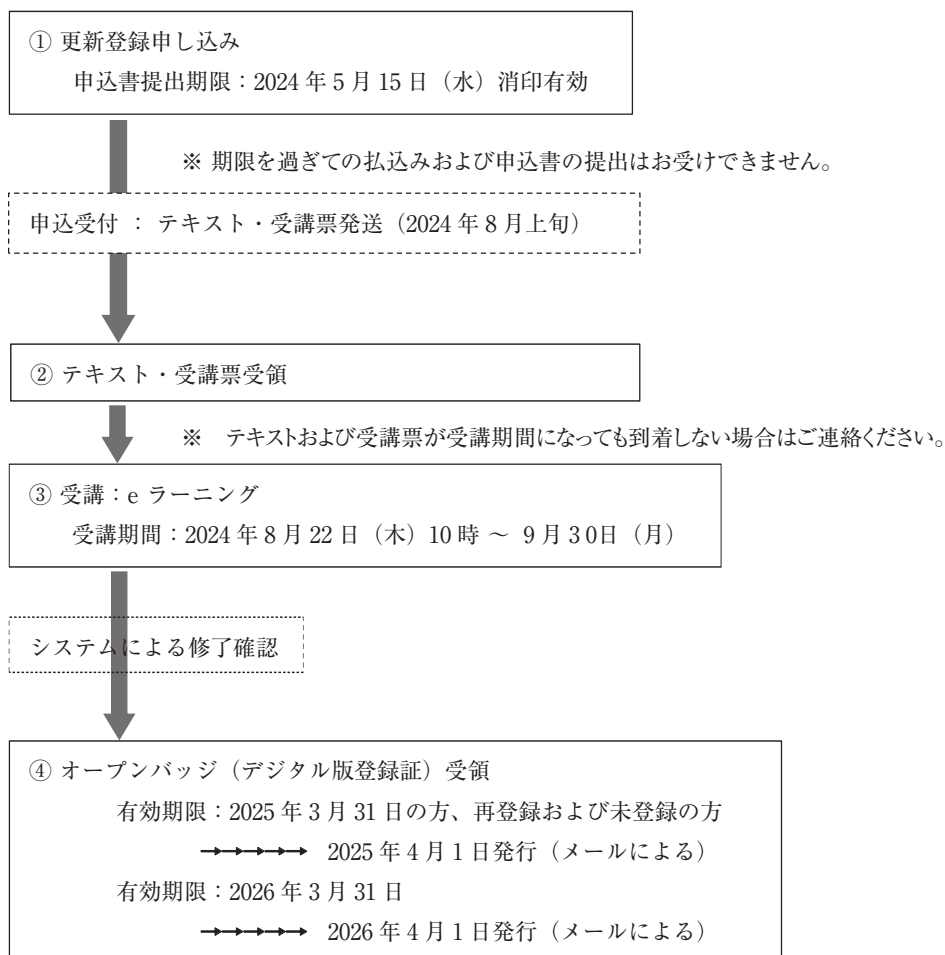 ① 更新登録申し込み
申込書提出期限：2024 年 5 月 15 日（水）消印有効
※ 期限を過ぎての払込みおよび申込書の提出はお受けできません。
申込受付 ： テキスト・受講票発送（2024 年 8 月上旬）
② テキスト・受講票受領
※　テキストおよび受講票が受講期間になっても到着しない場合はご連絡ください。
③ 受講：e ラーニング
受講期間：2024 年 8 月 22 日（木）10 時 ～ 9 月 3 0日（月）
システムによる修了確認
④ オープンバッジ（デジタル版登録証）受領
有効期限：2025 年 3 月 31 日の方、再登録および未登録の方
2025 年 4 月 1 日発行（メールによる）
有効期限：2026 年 3 月 31 日
2026 年 4 月 1 日発行（メールによる）